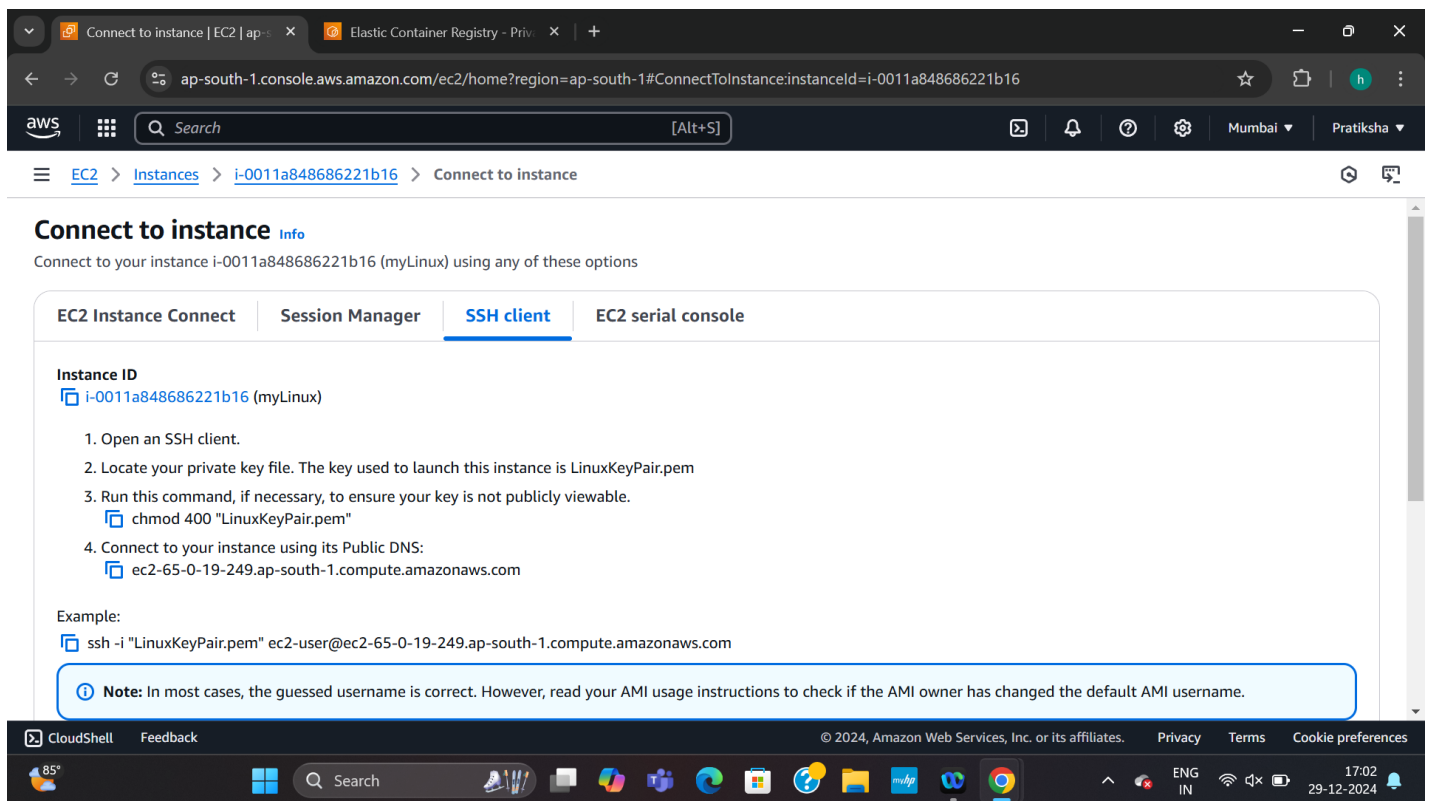 Connect to instance | EC2 | ap-s
Elastic Container Registry - Priv
ap-south-1.console.aws.amazon.com/ec2/home?region=ap-south-1#ConnectToInstance:instanceId=i-0011a848686221b16
h
aws
Search
[Alt+S]
Mumbai
Pratiksha
EC2 > Instances > i-0011a848686221b16 > Connect to instance
Connect to instance Info
Connect to your instance i-0011a848686221b16 (myLinux) using any of these options
EC2 Instance Connect
Session Manager
SSH client
EC2 serial console
Instance ID
i-0011a848686221b16 (myLinux)
1. Open an SSH client.
2. Locate your private key file. The key used to launch this instance is LinuxKeyPair.pem
3. Run this command, if necessary, to ensure your key is not publicly viewable.
chmod 400 "LinuxKeyPair.pem"
4. Connect to your instance using its Public DNS:
ec2-65-0-19-249.ap-south-1.compute.amazonaws.com
Example:
ssh -i "LinuxKeyPair.pem" ec2-user@ec2-65-0-19-249.ap-south-1.compute.amazonaws.com
Note: In most cases, the guessed username is correct. However, read your AMI usage instructions to check if the AMI owner has changed the default AMI username.
CloudShell
Feedback
© 2024, Amazon Web Services, Inc. or its affiliates.
Privacy
Terms
Cookie preferences
85°
Search
myhp
ENG
IN
17:02
29-12-2024